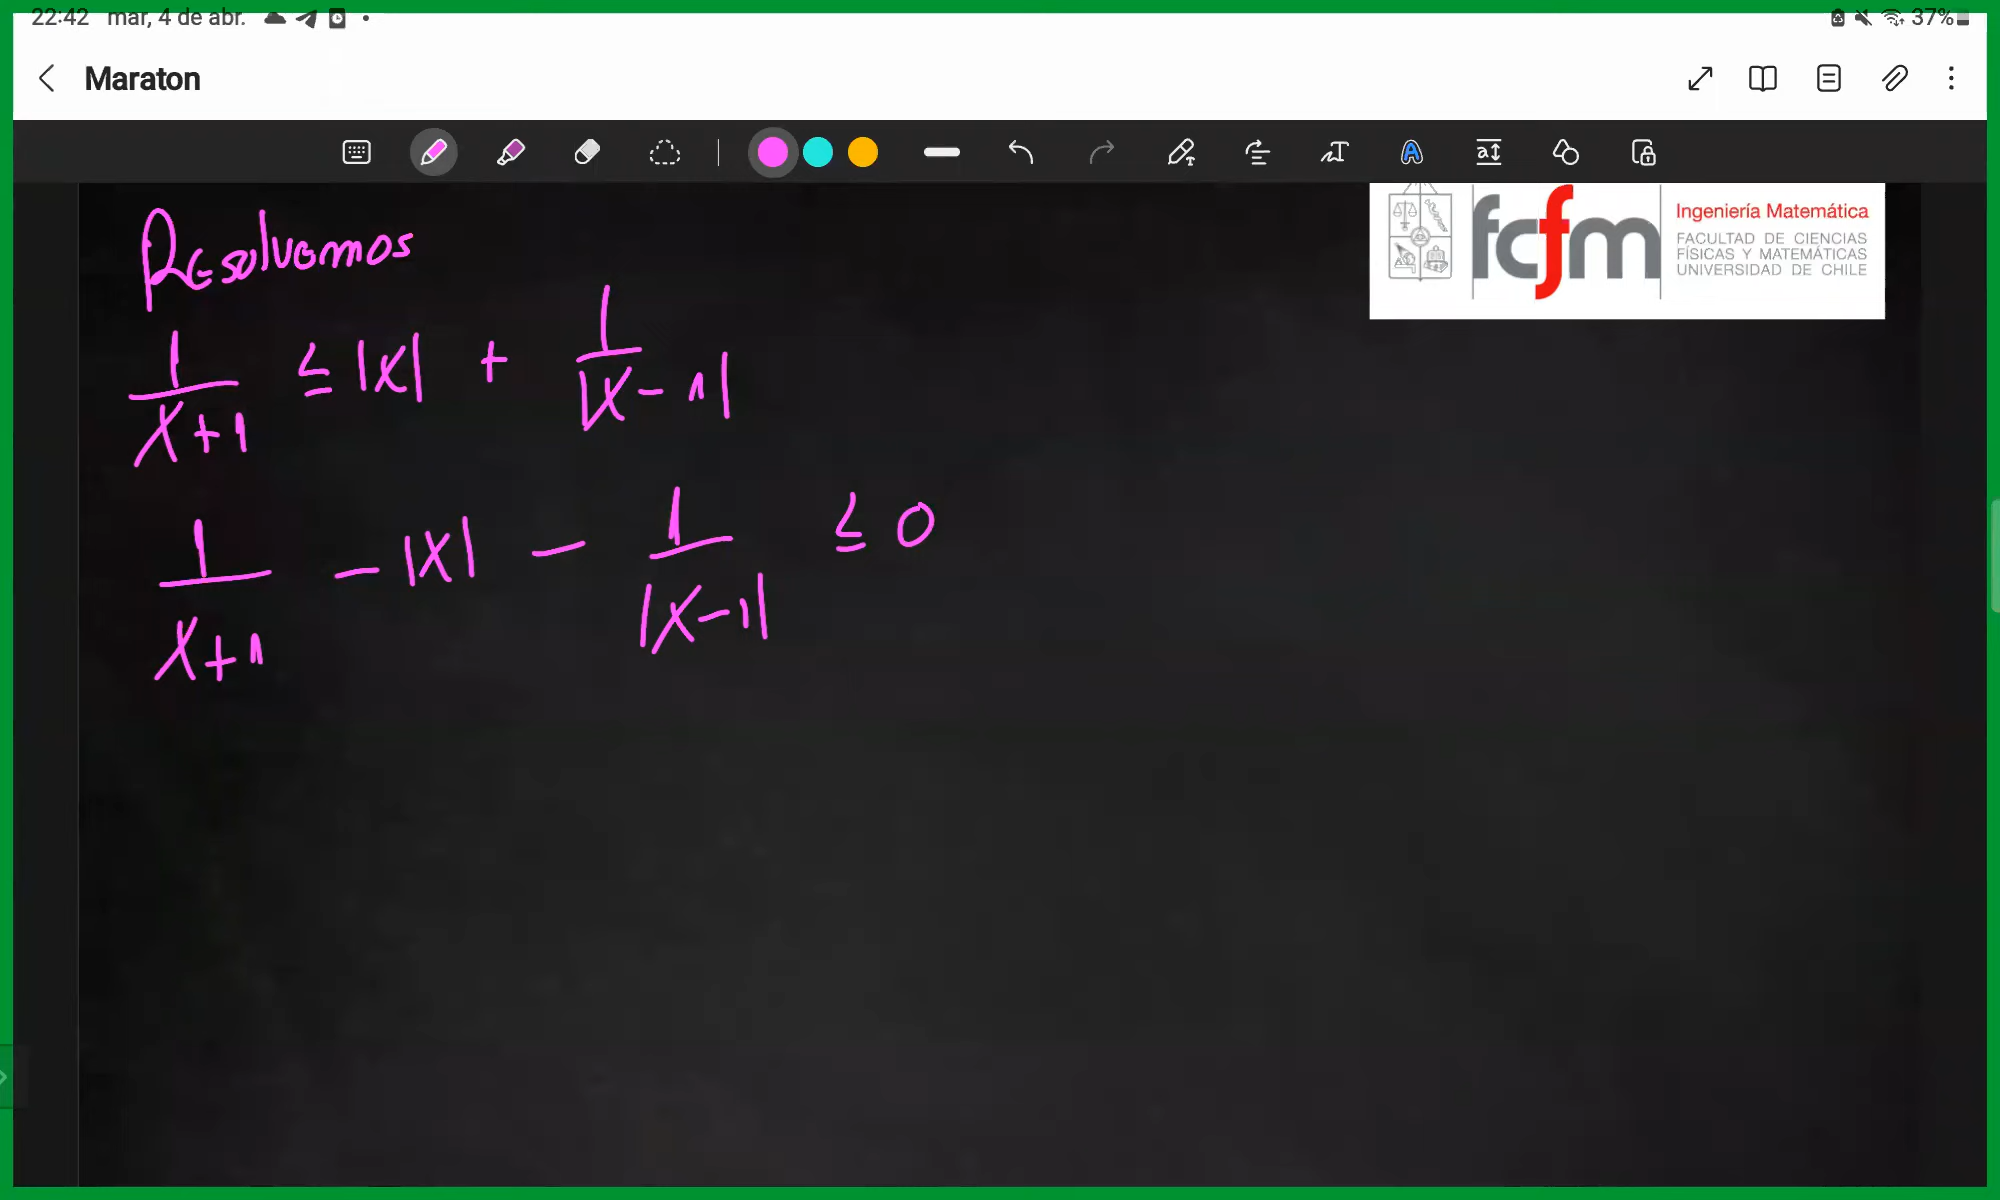 22:42 mar, 4 de abr. 37%
Maraton
Resolvemos
fcfm
Ingeniería Matemática
FACULTAD DE CIENCIAS
FÍSICAS Y MATEMÁTICAS
UNIVERSIDAD DE CHILE
1/(x+1) ≤ |x| + 1/|x-1|
1/(x+1) - |x| - 1/|x-1| ≤ 0